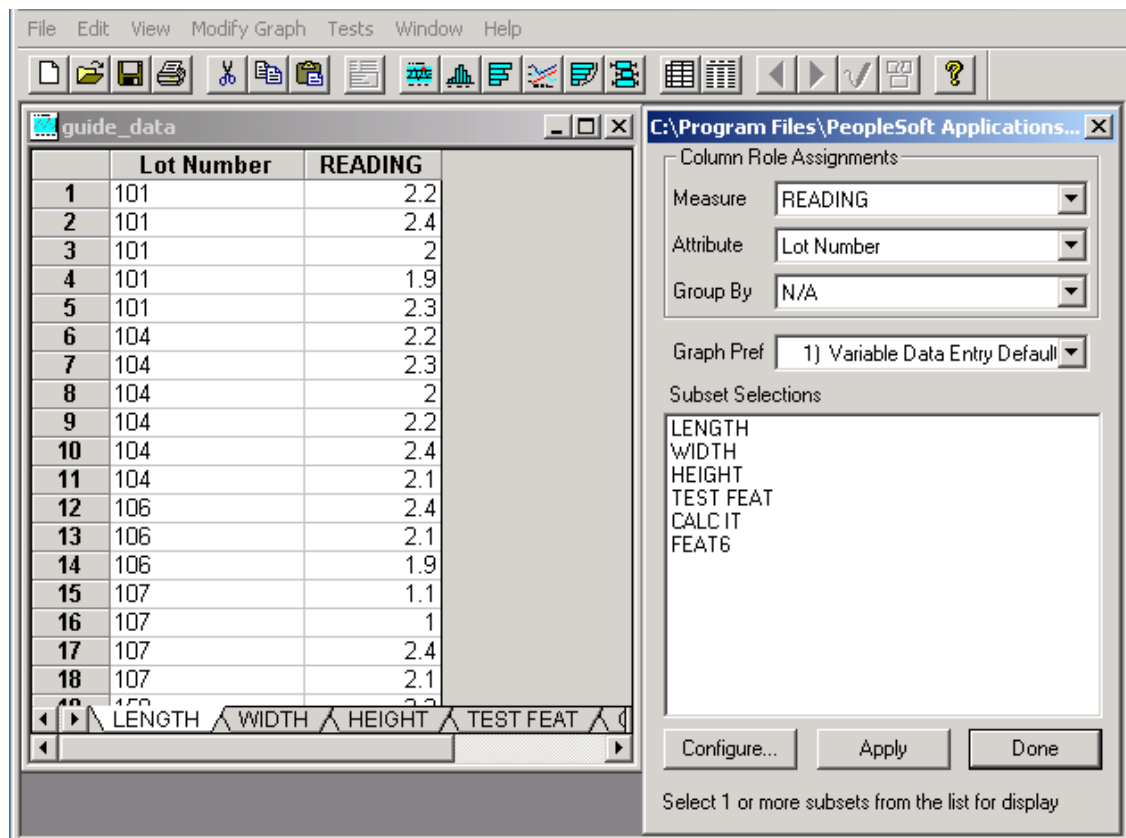 File Edit View Modify Graph Tests Window Help
guide_data
Lot Number READING
1 101 2.2
2 101 2.4
3 101 2
4 101 1.9
5 101 2.3
6 104 2.2
7 104 2.3
8 104 2
9 104 2.2
10 104 2.4
11 104 2.1
12 106 2.4
13 106 2.1
14 106 1.9
15 107 1.1
16 107 1
17 107 2.4
18 107 2.1
LENGTH WIDTH HEIGHT TEST FEAT
C:\Program Files\PeopleSoft Applications...
Column Role Assignments
Measure READING
Attribute Lot Number
Group By N/A
Graph Pref 1) Variable Data Entry Default
Subset Selections
LENGTH
WIDTH
HEIGHT
TEST FEAT
CALC IT
FEAT6
Configure... Apply Done
Select 1 or more subsets from the list for display